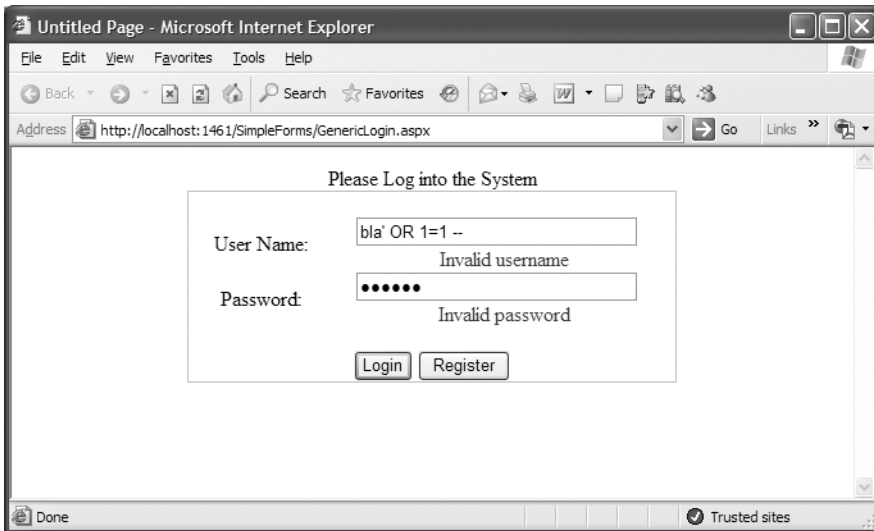 Untitled Page - Microsoft Internet Explorer
File Edit View Favorites Tools Help
Back Search Favorites W
Address http://localhost:1461/SimpleForms/GenericLogin.aspx Go Links »
Please Log into the System
User Name: bla' OR 1=1 --
Invalid username
Password: ●●●●●●
Invalid password
Login Register
Done Trusted sites